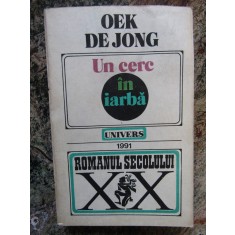 OEK
DE JONG
Un cerc
în
iarbă
UNIVERS
1991
ROMANUL SECOLULUI
XX